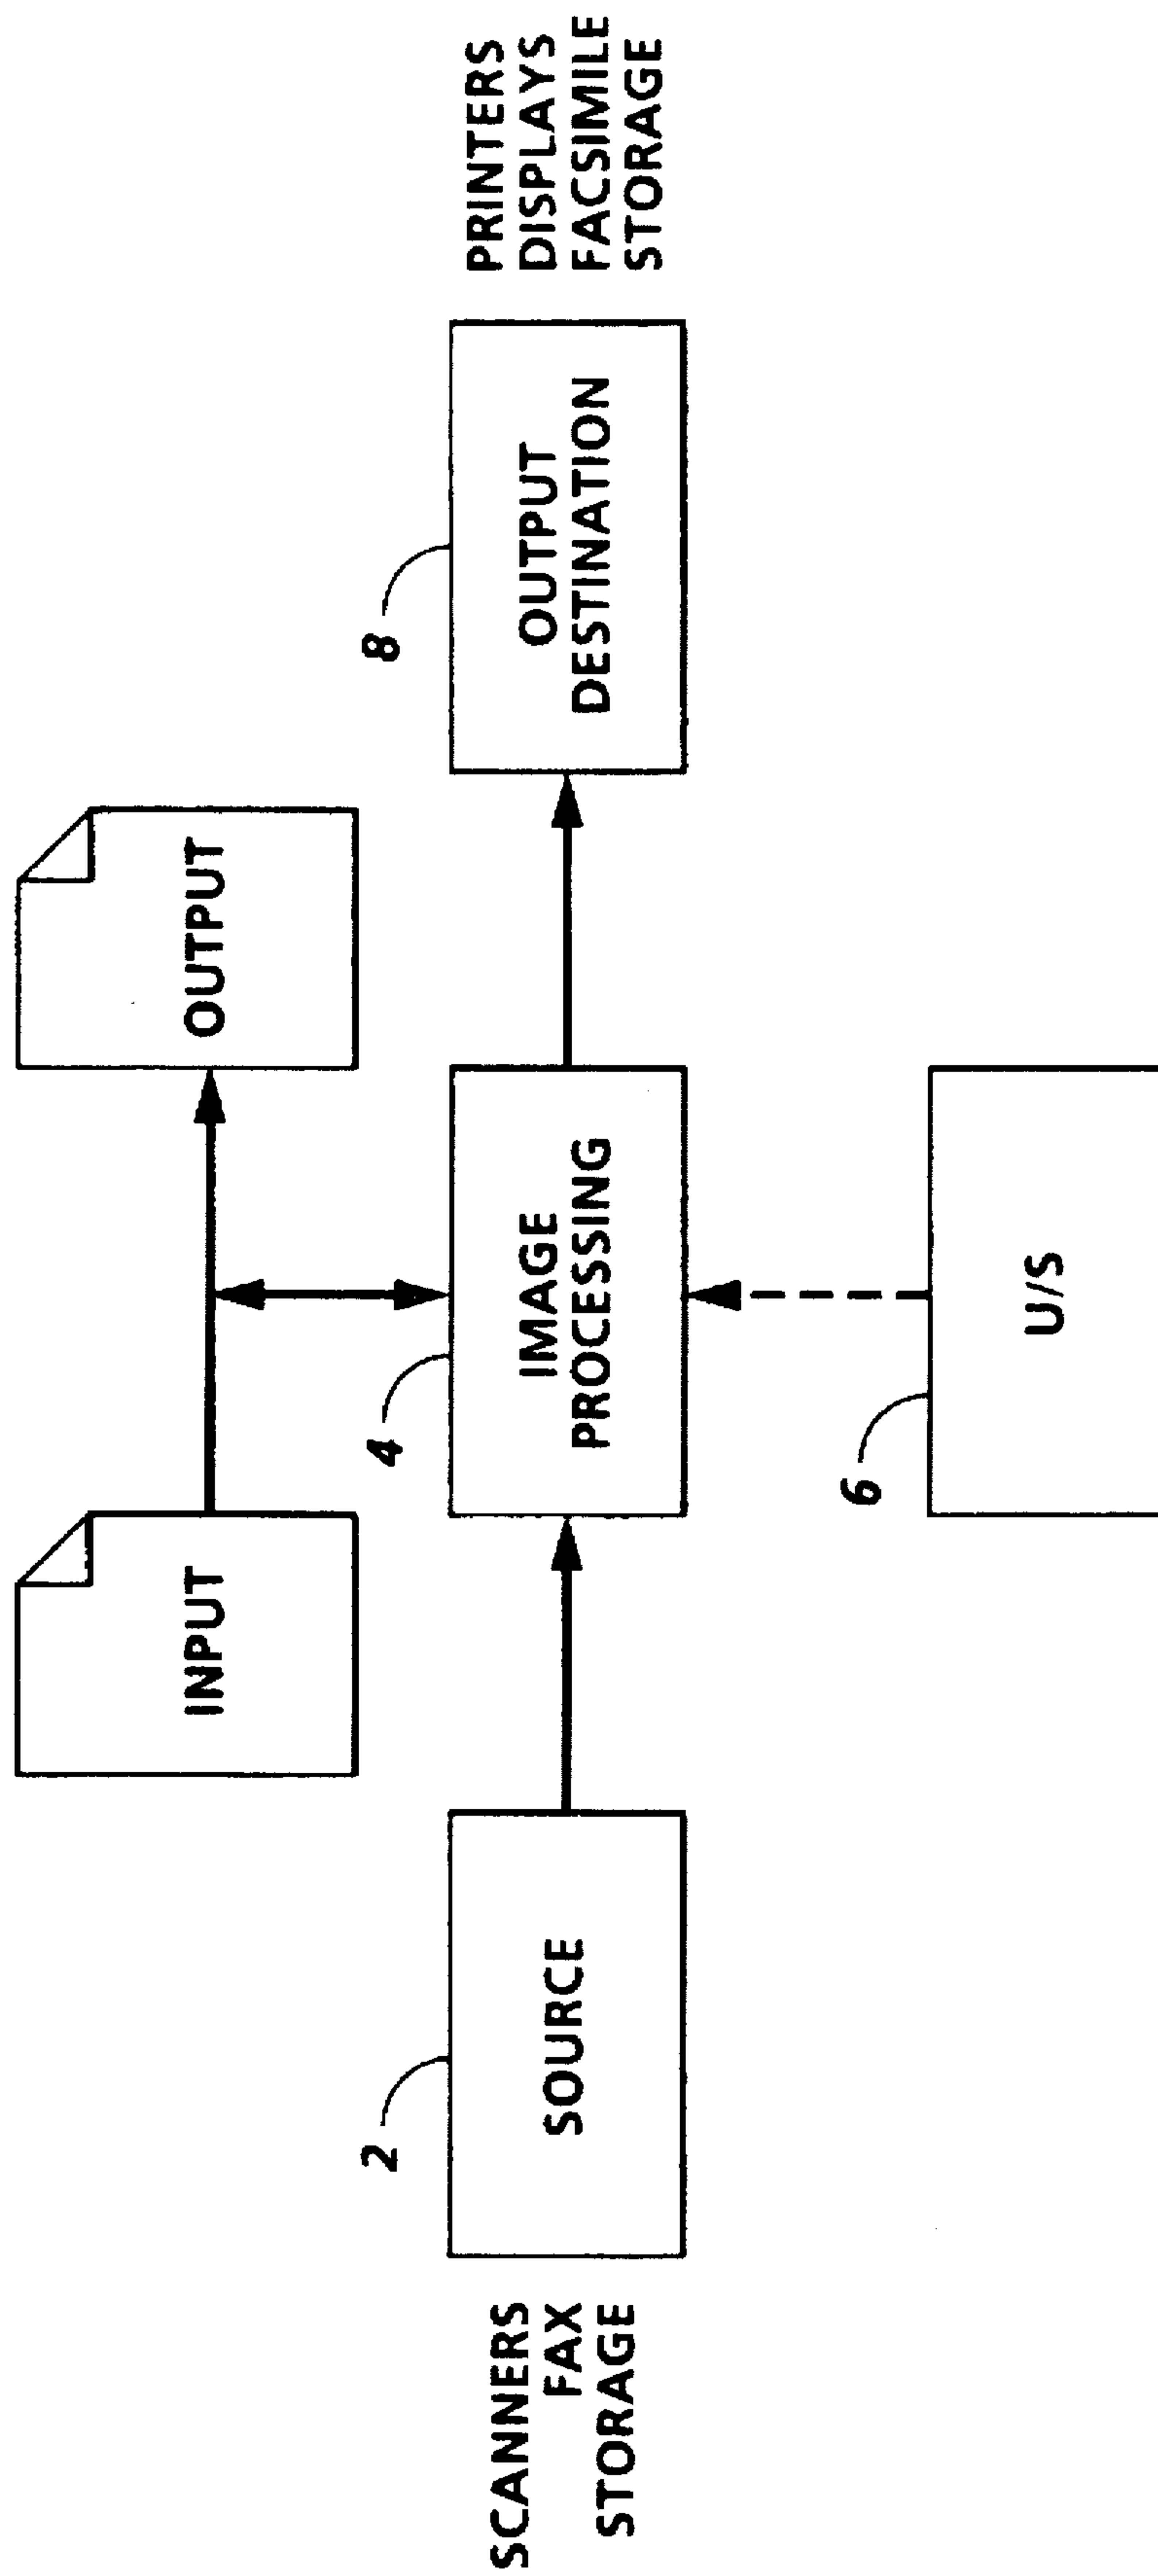 INPUT
OUTPUT
2
4
8
SCANNERS
FAX
STORAGE
SOURCE
IMAGE
PROCESSING
OUTPUT
DESTINATION
PRINTERS
DISPLAYS
FACSIMILE
STORAGE
6
U/S